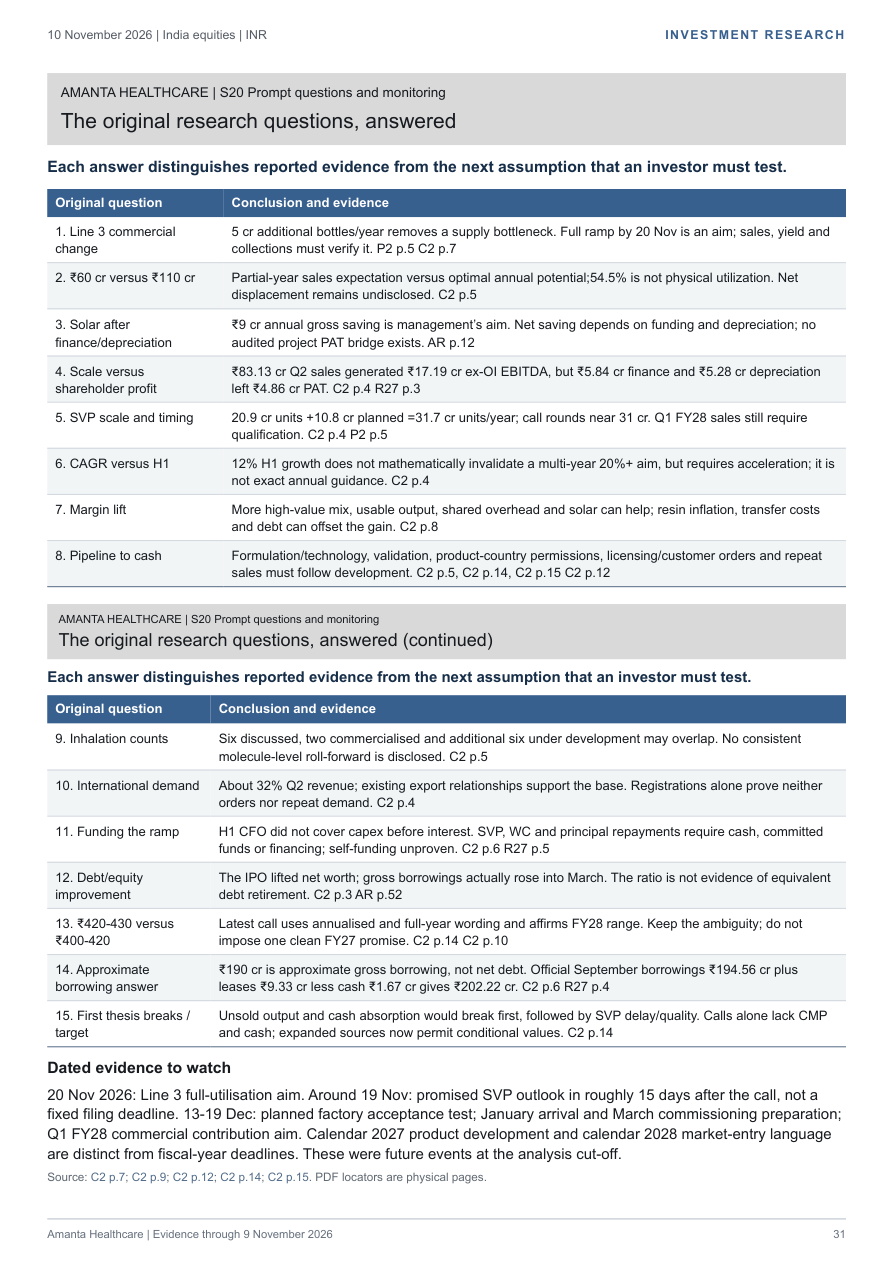 10 November 2026 | India equities | INR
INVESTMENT RESEARCH
AMANTA HEALTHCARE | S20 Prompt questions and monitoring
The original research questions, answered
Each answer distinguishes reported evidence from the next assumption that an investor must test.
Original question
Conclusion and evidence
1. Line 3 commercial
change
5 cr additional bottles/year removes a supply bottleneck. Full ramp by 20 Nov is an aim; sales, yield and
collections must verify it. P2 p.5 C2 p.7
2. ₹60 cr versus ₹110 cr
Partial-year sales expectation versus optimal annual potential;54.5% is not physical utilization. Net
displacement remains undisclosed. C2 p.5
3. Solar after
finance/depreciation
₹9 cr annual gross saving is management’s aim. Net saving depends on funding and depreciation; no
audited project PAT bridge exists. AR p.12
4. Scale versus
shareholder profit
₹83.13 cr Q2 sales generated ₹17.19 cr ex-OI EBITDA, but ₹5.84 cr finance and ₹5.28 cr depreciation
left ₹4.86 cr PAT. C2 p.4 R27 p.3
5. SVP scale and timing
20.9 cr units +10.8 cr planned =31.7 cr units/year; call rounds near 31 cr. Q1 FY28 sales still require
qualification. C2 p.4 P2 p.5
6. CAGR versus H1
12% H1 growth does not mathematically invalidate a multi-year 20%+ aim, but requires acceleration; it is
not exact annual guidance. C2 p.4
7. Margin lift
More high-value mix, usable output, shared overhead and solar can help; resin inflation, transfer costs
and debt can offset the gain. C2 p.8
8. Pipeline to cash
Formulation/technology, validation, product-country permissions, licensing/customer orders and repeat
sales must follow development. C2 p.5, C2 p.14, C2 p.15 C2 p.12
AMANTA HEALTHCARE | S20 Prompt questions and monitoring
The original research questions, answered (continued)
Each answer distinguishes reported evidence from the next assumption that an investor must test.
Original question
Conclusion and evidence
9. Inhalation counts
Six discussed, two commercialised and additional six under development may overlap. No consistent
molecule-level roll-forward is disclosed. C2 p.5
10. International demand
About 32% Q2 revenue; existing export relationships support the base. Registrations alone prove neither
orders nor repeat demand. C2 p.4
11. Funding the ramp
H1 CFO did not cover capex before interest. SVP, WC and principal repayments require cash, committed
funds or financing; self-funding unproven. C2 p.6 R27 p.5
12. Debt/equity
improvement
The IPO lifted net worth; gross borrowings actually rose into March. The ratio is not evidence of equivalent
debt retirement. C2 p.3 AR p.52
13. ₹420-430 versus
₹400-420
Latest call uses annualised and full-year wording and affirms FY28 range. Keep the ambiguity; do not
impose one clean FY27 promise. C2 p.14 C2 p.10
14. Approximate
borrowing answer
₹190 cr is approximate gross borrowing, not net debt. Official September borrowings ₹194.56 cr plus
leases ₹9.33 cr less cash ₹1.67 cr gives ₹202.22 cr. C2 p.6 R27 p.4
15. First thesis breaks /
target
Unsold output and cash absorption would break first, followed by SVP delay/quality. Calls alone lack CMP
and cash; expanded sources now permit conditional values. C2 p.14
Dated evidence to watch
20 Nov 2026: Line 3 full-utilisation aim. Around 19 Nov: promised SVP outlook in roughly 15 days after the call, not a
fixed filing deadline. 13-19 Dec: planned factory acceptance test; January arrival and March commissioning preparation;
Q1 FY28 commercial contribution aim. Calendar 2027 product development and calendar 2028 market-entry language
are distinct from fiscal-year deadlines. These were future events at the analysis cut-off.
Source: C2 p.7; C2 p.9; C2 p.12; C2 p.14; C2 p.15. PDF locators are physical pages.
Amanta Healthcare | Evidence through 9 November 2026
31